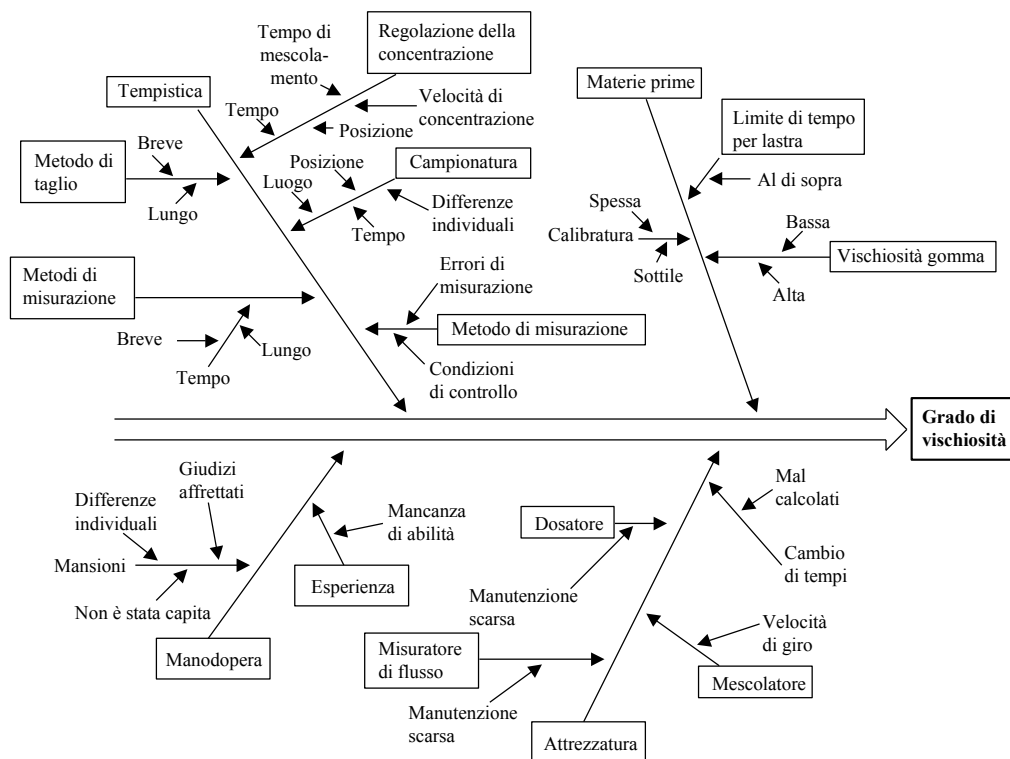 Tempo di
mescola-
mento
Regolazione della
concentrazione
Tempistica
Tempo
Velocità di
concentrazione
Posizione
Metodo di
taglio
Breve
Lungo
Posizione
Luogo
Campionatura
Tempo
Differenze
individuali
Metodi di
misurazione
Breve
Tempo
Lungo
Errori di
misurazione
Metodo di misurazione
Condizioni
di controllo
Materie prime
Limite di tempo
per lastra
Al di sopra
Spessa
Calibratura
Sottile
Bassa
Vischiosità gomma
Alta
Grado di
vischiosità
Giudizi
affrettati
Differenze
individuali
Mansioni
Non è stata capita
Mancanza
di abilità
Esperienza
Manodopera
Dosatore
Manutenzione
scarsa
Mal
calcolati
Cambio
di tempi
Misuratore
di flusso
Manutenzione
scarsa
Velocità
di giro
Mescolatore
Attrezzatura